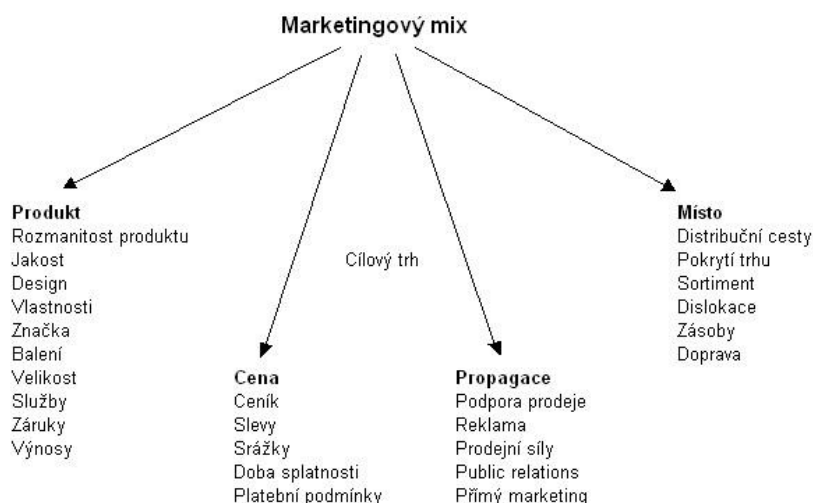 Marketingový mix
Produkt
Rozmanitost produktu
Jakost
Design
Vlastnosti
Značka
Balení
Velikost
Služby
Záruky
Výnosy
Cílový trh
Cena
Ceník
Slevy
Srážky
Doba splatnosti
Platební podmínky
Propagace
Podpora prodeje
Reklama
Prodejní síly
Public relations
Přímý marketing
Místo
Distribuční cesty
Pokrytí trhu
Sortiment
Dislokace
Zásoby
Doprava